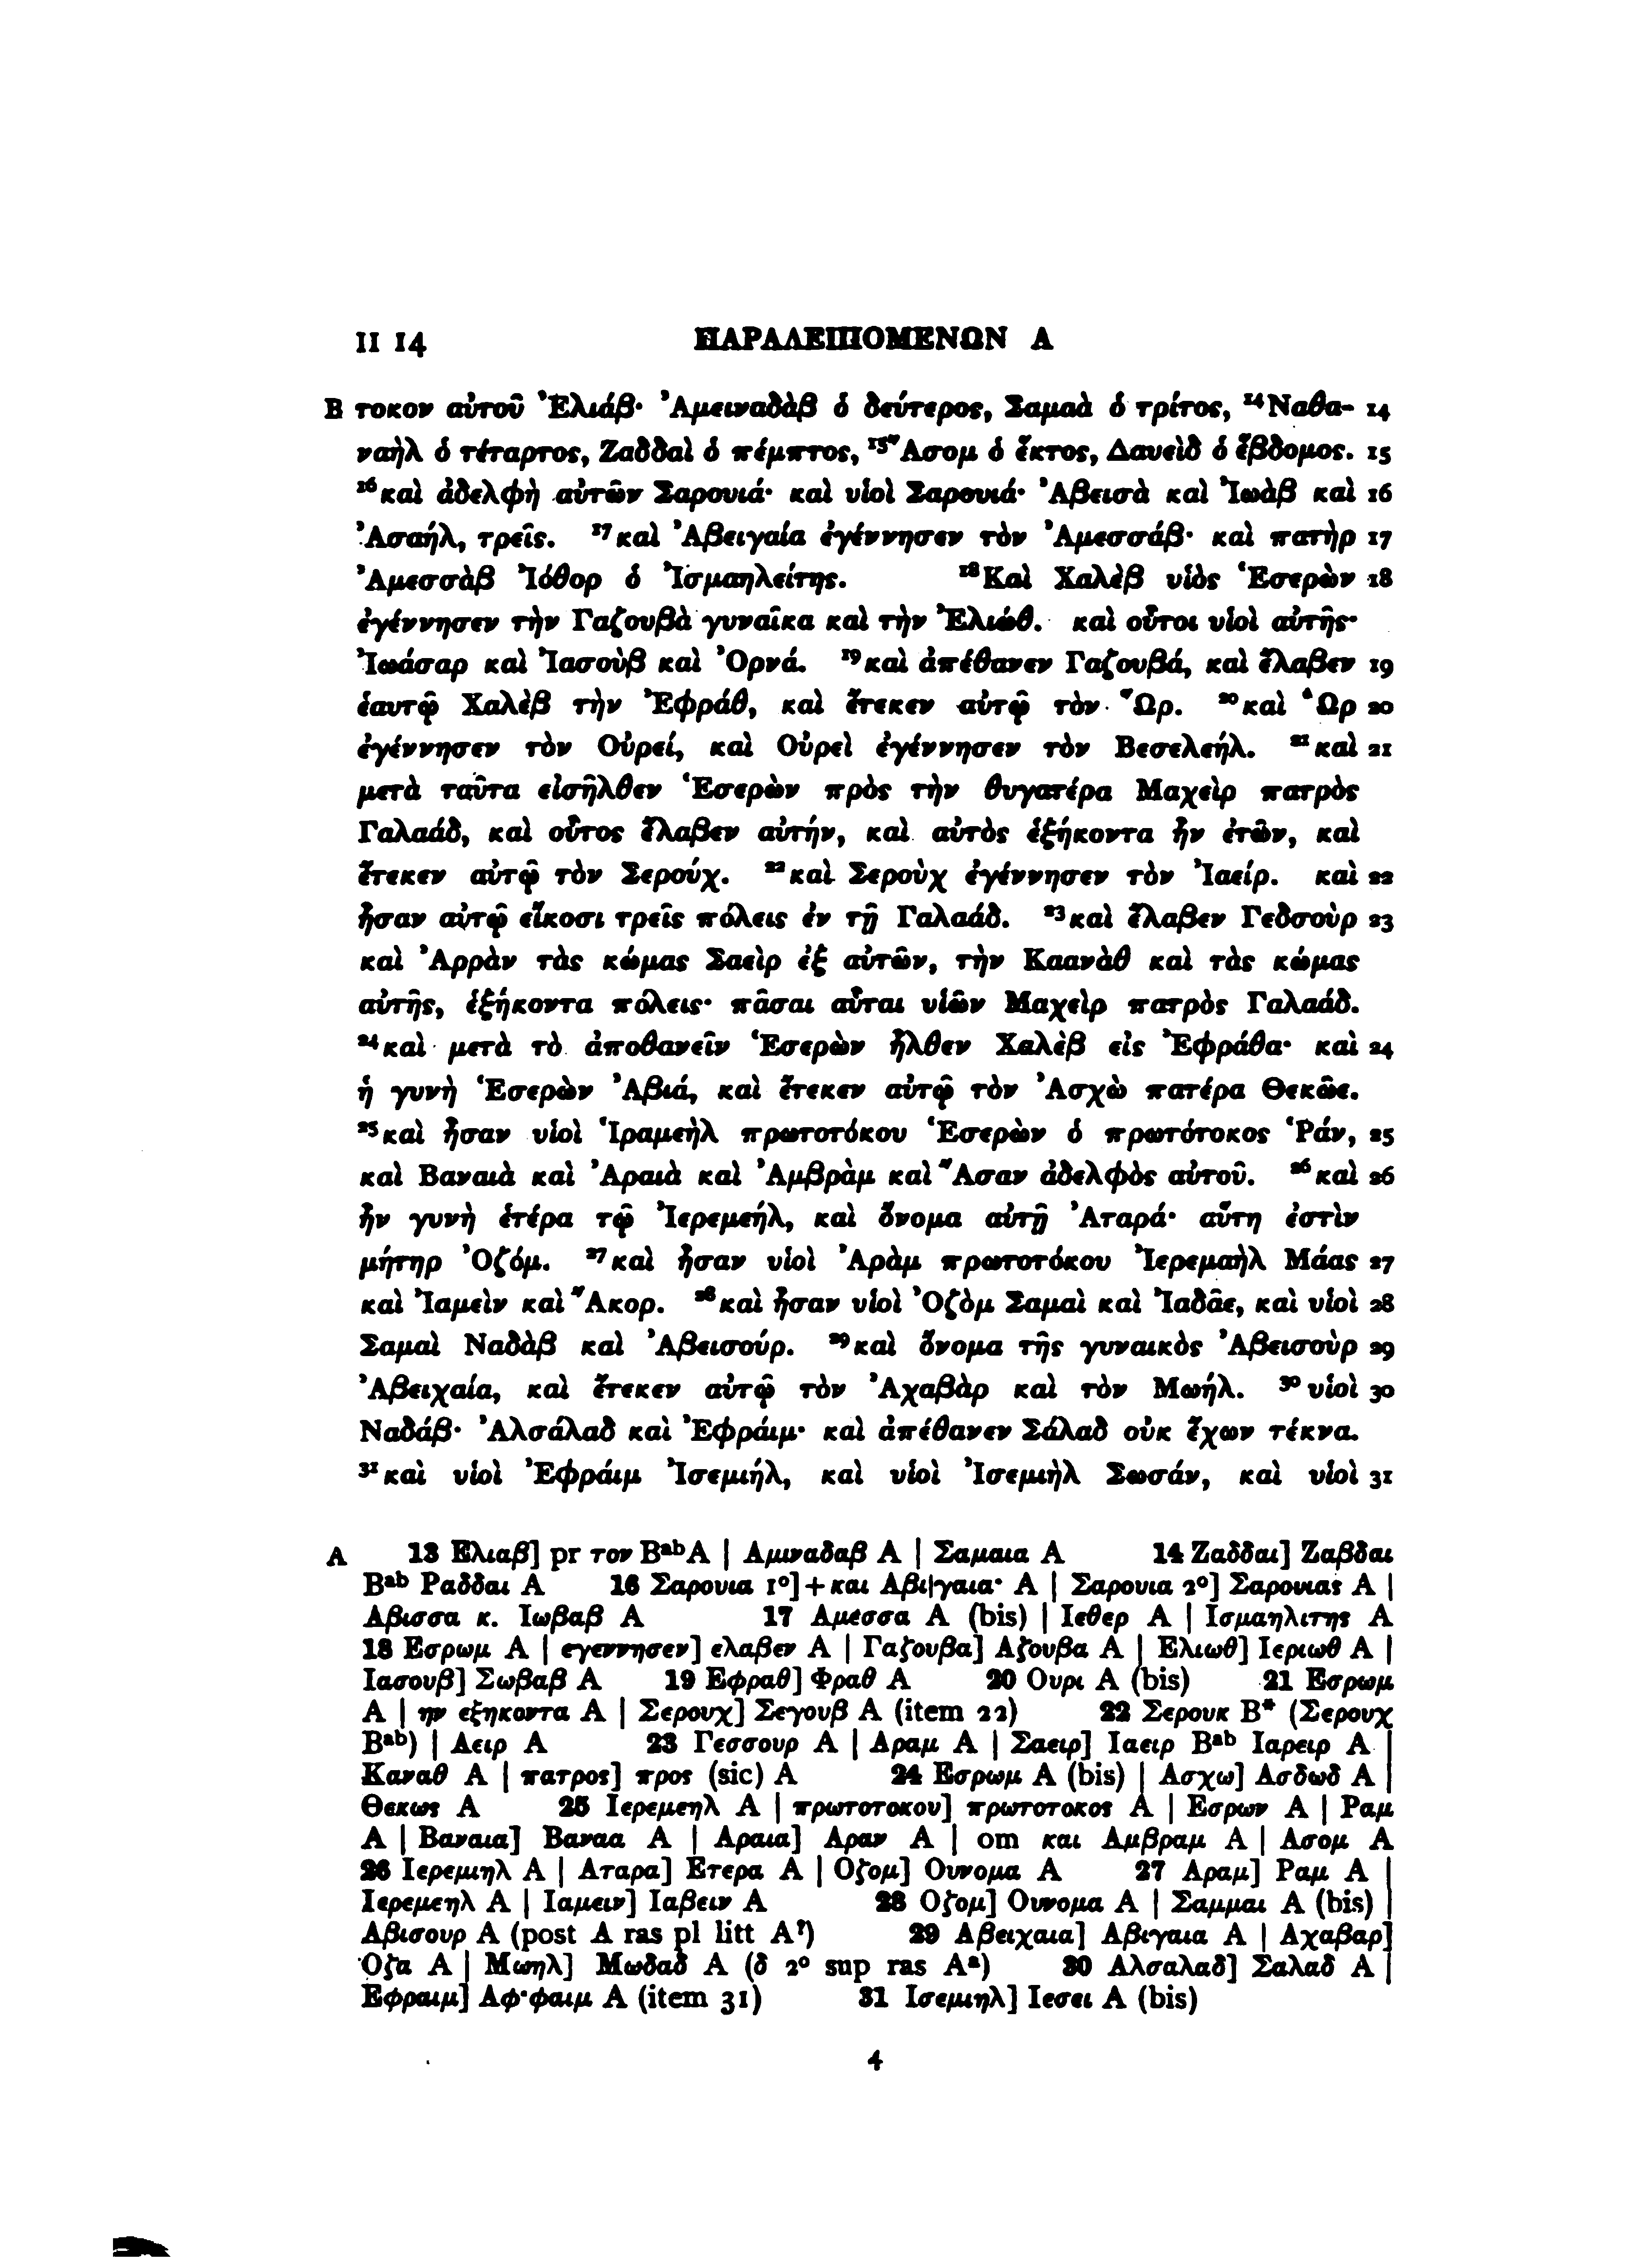 II 14 ΠΑΡΑΛΕΙΠΟΜΕΝΩΝ Α
B τοκον αὐτοῦ Ἐλιάβ· Ἀμειναδὰβ ὁ δεύτερος, Σαμαὰ ὁ τρίτος, ¹⁴Ναθα- 14
ναὴλ ὁ τέταρτος, Ζαδδαὶ ὁ πέμπτος, ¹⁵Ἄσομ ὁ ἕκτος, Δαυεὶδ ὁ ἕβδομος. 15
¹⁶καὶ ἀδελφὴ αὐτῶν Σαρουιά· καὶ υἱοὶ Σαρουιά· Ἀβεισὰ καὶ Ἰωὰβ καὶ 16
Ἀσαήλ, τρεῖς. ¹⁷καὶ Ἀβειγαία ἐγέννησεν τὸν Ἀμεσσάβ· καὶ πατὴρ 17
Ἀμεσσὰβ Ἰόθορ ὁ Ἰσμαηλείτης. ¹⁸Καὶ Χαλὲβ υἱὸς Ἑσερὼν 18
ἐγέννησεν τὴν Γαζουβὰ γυναῖκα καὶ τὴν Ἐλιώθ. καὶ οὗτοι υἱοὶ αὐτῆς·
Ἰωάσαρ καὶ Ἰασοὺβ καὶ Ὀρνά. ¹⁹καὶ ἀπέθανεν Γαζουβά, καὶ ἔλαβεν 19
ἑαυτῷ Χαλὲβ τὴν Ἐφράθ, καὶ ἔτεκεν αὐτῷ τὸν Ὤρ. ²⁰καὶ Ὢρ 20
ἐγέννησεν τὸν Οὐρεί, καὶ Οὐρεὶ ἐγέννησεν τὸν Βεσελεήλ. ²¹καὶ 21
μετὰ ταῦτα εἰσῆλθεν Ἑσερὼν πρὸς τὴν θυγατέρα Μαχεὶρ πατρὸς
Γαλαάδ, καὶ οὗτος ἔλαβεν αὐτήν, καὶ αὐτὸς ἑξήκοντα ἦν ἐτῶν, καὶ
ἔτεκεν αὐτῷ τὸν Σερούχ. ²²καὶ Σεροὺχ ἐγέννησεν τὸν Ἰαείρ. καὶ 22
ἦσαν αὐτῷ εἴκοσι τρεῖς πόλεις ἐν τῇ Γαλαάδ. ²³καὶ ἔλαβεν Γεδσοὺρ 23
καὶ Ἀρρὰν τὰς κώμας Σαεὶρ ἐξ αὐτῶν, τὴν Καανὰθ καὶ τὰς κώμας
αὐτῆς, ἑξήκοντα πόλεις· πᾶσαι αὗται υἱῶν Μαχεὶρ πατρὸς Γαλαάδ.
²⁴καὶ μετὰ τὸ ἀποθανεῖν Ἑσερὼν ἦλθεν Χαλὲβ εἰς Ἐφράθα· καὶ 24
ἡ γυνὴ Ἑσερὼν Ἀβιά, καὶ ἔτεκεν αὐτῷ τὸν Ἀσχὼ πατέρα Θεκῶε.
²⁵καὶ ἦσαν υἱοὶ Ἰραμεὴλ πρωτοτόκου Ἑσερὼν ὁ πρωτότοκος Ῥάν, 25
καὶ Βαναιὰ καὶ Ἀραιὰ καὶ Ἀμβρὰμ καὶ Ἄσαν ἀδελφὸς αὐτοῦ. ²⁶καὶ 26
ἦν γυνὴ ἑτέρα τῷ Ἰερεμεήλ, καὶ ὄνομα αὐτῇ Ἀταρά· αὕτη ἐστὶν
μήτηρ Ὀζόμ. ²⁷καὶ ἦσαν υἱοὶ Ἀρὰμ πρωτοτόκου Ἰερεμαὴλ Μάας 27
καὶ Ἰαμεὶν καὶ Ἄκορ. ²⁸καὶ ἦσαν υἱοὶ Ὀζὸμ Σαμαὶ καὶ Ἰαδᾶε, καὶ υἱοὶ 28
Σαμαὶ Ναδὰβ καὶ Ἀβεισούρ. ²⁹καὶ ὄνομα τῆς γυναικὸς Ἀβεισοὺρ 29
Ἀβειχαία, καὶ ἔτεκεν αὐτῷ τὸν Ἀχαβὰρ καὶ τὸν Μωήλ. ³⁰υἱοὶ 30
Ναδάβ· Ἀλσάλαδ καὶ Ἐφράιμ· καὶ ἀπέθανεν Σάλαδ οὐκ ἔχων τέκνα.
³¹καὶ υἱοὶ Ἐφράιμ Ἰσεμιήλ, καὶ υἱοὶ Ἰσεμιὴλ Σωσάν, καὶ υἱοὶ 31
A 13 Ελιαβ] pr τον Bᵃᵇ A | Αμιναδαβ A | Σαμαια A 14 Ζαδδαι] Ζαβδαι
Bᵃᵇ Ραδδαι A 16 Σαρουια 1°] + και Αβι|γαια· A | Σαρουια 2°] Σαρουιας A |
Αβισσα κ. Ιωβαβ A 17 Αμεσσα A (bis) | Ιεθερ A | Ισμαηλιτης A
18 Εσρωμ A | εγεννησεν] ελαβεν A | Γαζουβα] Αζουβα A | Ελιωθ] Ιεριωθ A |
Ιασουβ] Σωβαβ A 19 Εφραθ] Φραθ A 20 Ουρι A (bis) 21 Εσρωμ
A | ην εξηκοντα A | Σερουχ] Σεγουβ A (item 22) 22 Σερουκ B* (Σερουχ
Bᵃᵇ) | Αειρ A 23 Γεσσουρ A | Αραμ A | Σαειρ] Ιαειρ Bᵃᵇ Ιαρειρ A |
Καναθ A | πατρος] προς (sic) A 24 Εσρωμ A (bis) | Ασχω] Ασδωδ A |
Θεκως A 25 Ιερεμεηλ A | πρωτοτοκου] πρωτοτοκος A | Εσρων A | Ραμ
A | Βαναια] Βαναα A | Αραια] Αραν A | om και Αμβραμ A | Ασομ A
26 Ιερεμιηλ A | Αταρα] Ετερα A | Οζομ] Ουνομα A 27 Αραμ] Ραμ A |
Ιερεμεηλ A | Ιαμειν] Ιαβειν A 28 Οζομ] Ουνομα A | Σαμμαι A (bis) |
Αβισουρ A (post A ras pl litt A?) 29 Αβειχαια] Αβιγαια A | Αχαβαρ]
Οζα A | Μωηλ] Μωδαδ A (δ 2° sup ras Aᵃ) 30 Αλσαλαδ] Σαλαδ A |
Εφραιμ] Αφ·φαιμ A (item 31) 31 Ισεμιηλ] Ιεσει A (bis)
4